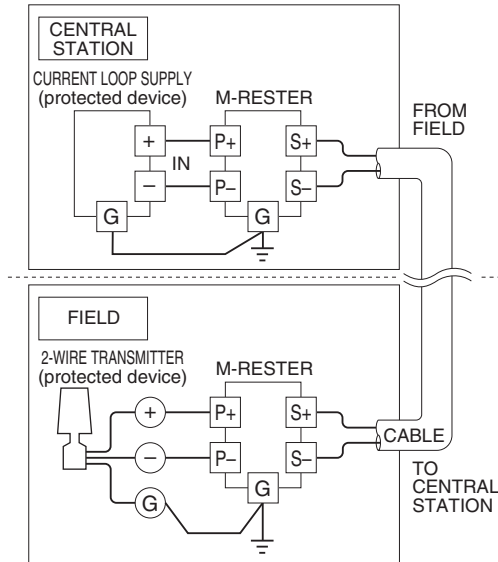 CENTRAL
STATION
CURRENT LOOP SUPPLY
(protected device)
M-RESTER
FROM
FIELD
+
IN
P+
S+
−
P−
S−
G
G
FIELD
2-WIRE TRANSMITTER
(protected device)
M-RESTER
+
P+
S+
CABLE
−
P−
S−
G
G
TO
CENTRAL
STATION